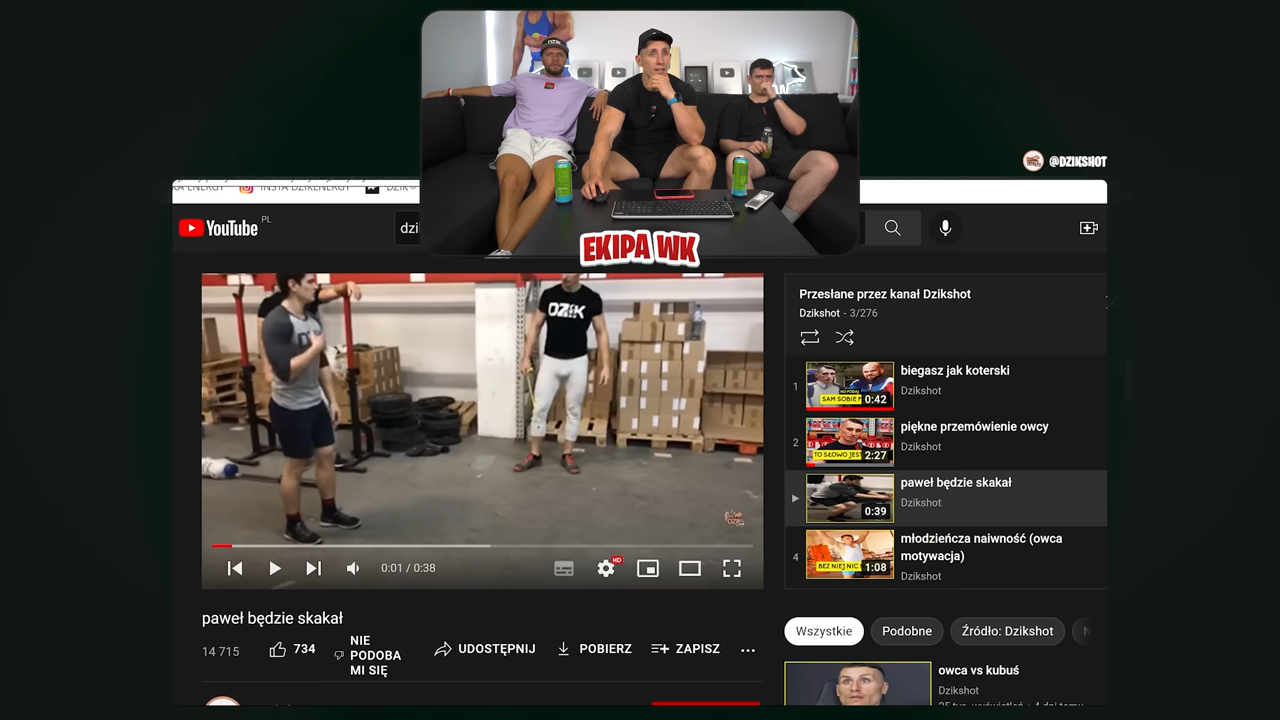 @DZIKSHOT
INSTA DZIKENERGY
DZIK
YouTube PL
dzi
EKIPA WK
DZIK
Przesłane przez kanał Dzikshot
Dzikshot - 3/276
1
biegasz jak koterski
Dzikshot
0:42
2
piękne przemówienie owcy
Dzikshot
TO SŁOWO JEST
2:27
paweł będzie skakał
Dzikshot
0:39
4
młodzieńcza naiwność (owca
motywacja)
Dzikshot
BEZ NIEJ NIC
1:08
0:01 / 0:38
HD
paweł będzie skakał
14 715
734
NIE
PODOBA
MI SIĘ
UDOSTĘPNIJ
POBIERZ
ZAPISZ
Wszystkie
Podobne
Źródło: Dzikshot
owca vs kubuś
Dzikshot